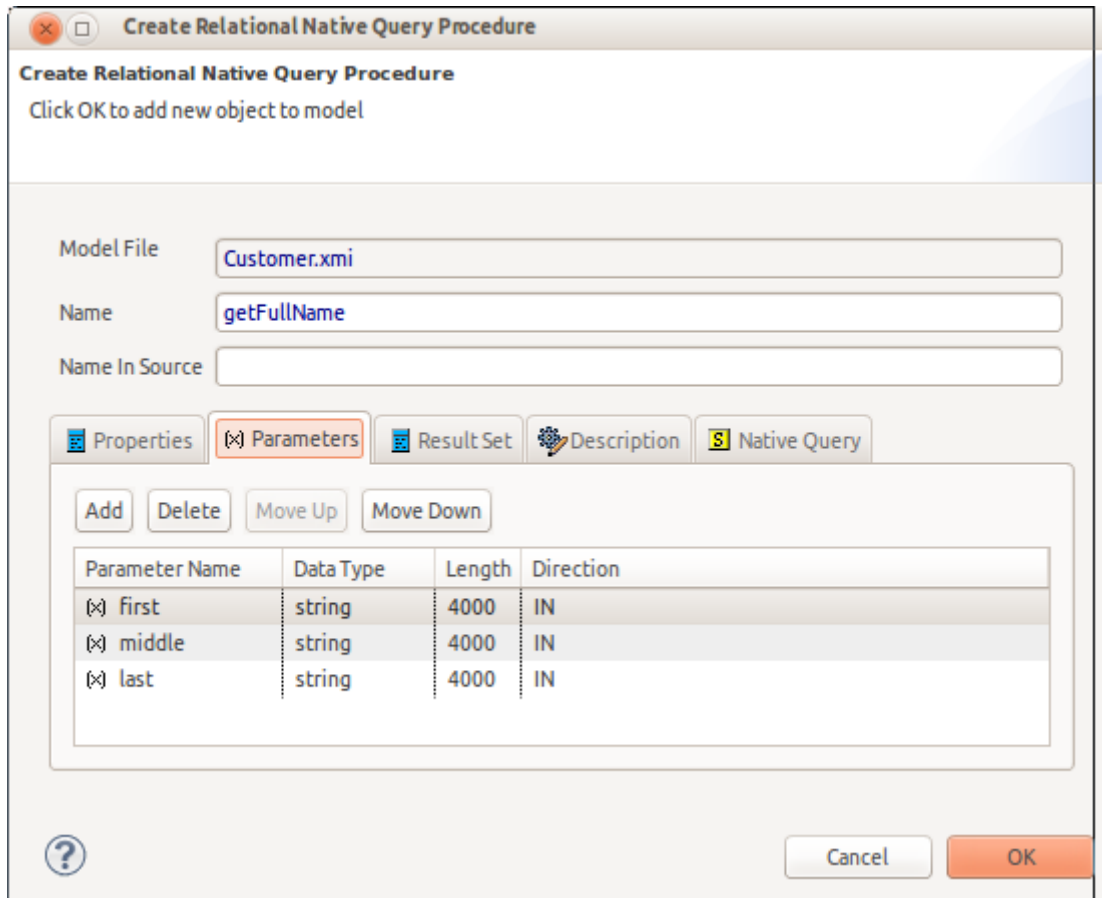 Create Relational Native Query Procedure
Create Relational Native Query Procedure
Click OK to add new object to model
Model File Customer.xmi
Name getFullName
Name In Source
Properties (x) Parameters Result Set Description S Native Query
Add Delete Move Up Move Down
Parameter Name Data Type Length Direction
(x) first string 4000 IN
(x) middle string 4000 IN
(x) last string 4000 IN
? Cancel OK